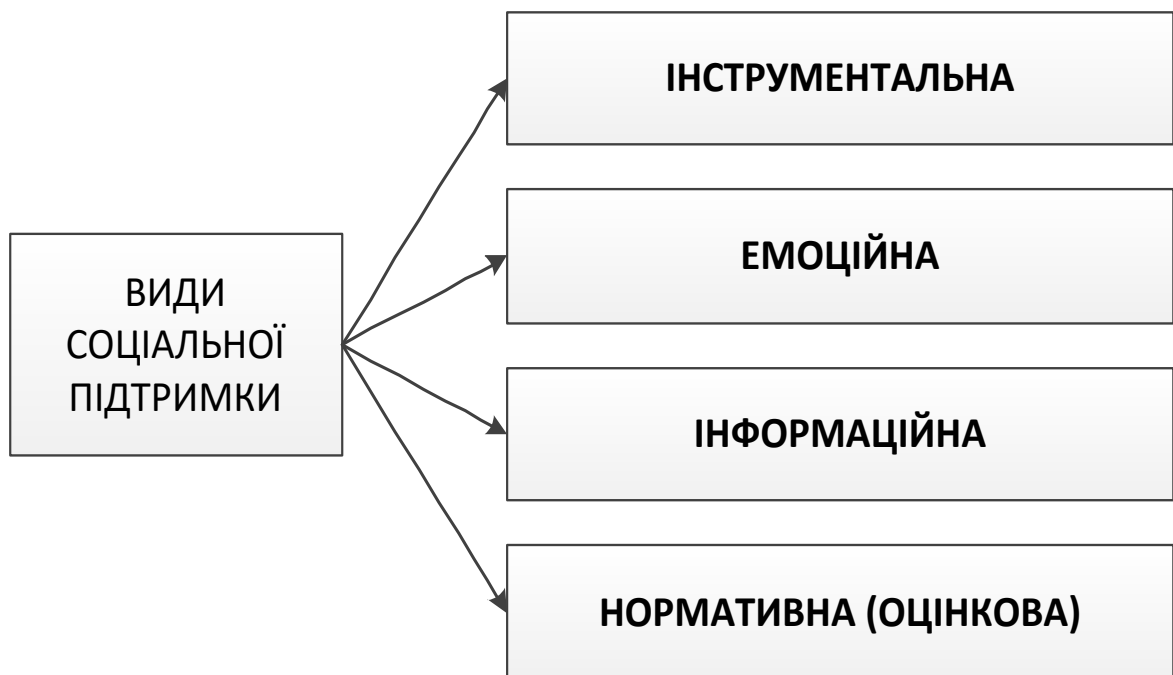 ВИДИ
СОЦІАЛЬНОЇ
ПІДТРИМКИ
ІНСТРУМЕНТАЛЬНА
ЕМОЦІЙНА
ІНФОРМАЦІЙНА
НОРМАТИВНА (ОЦІНКОВА)